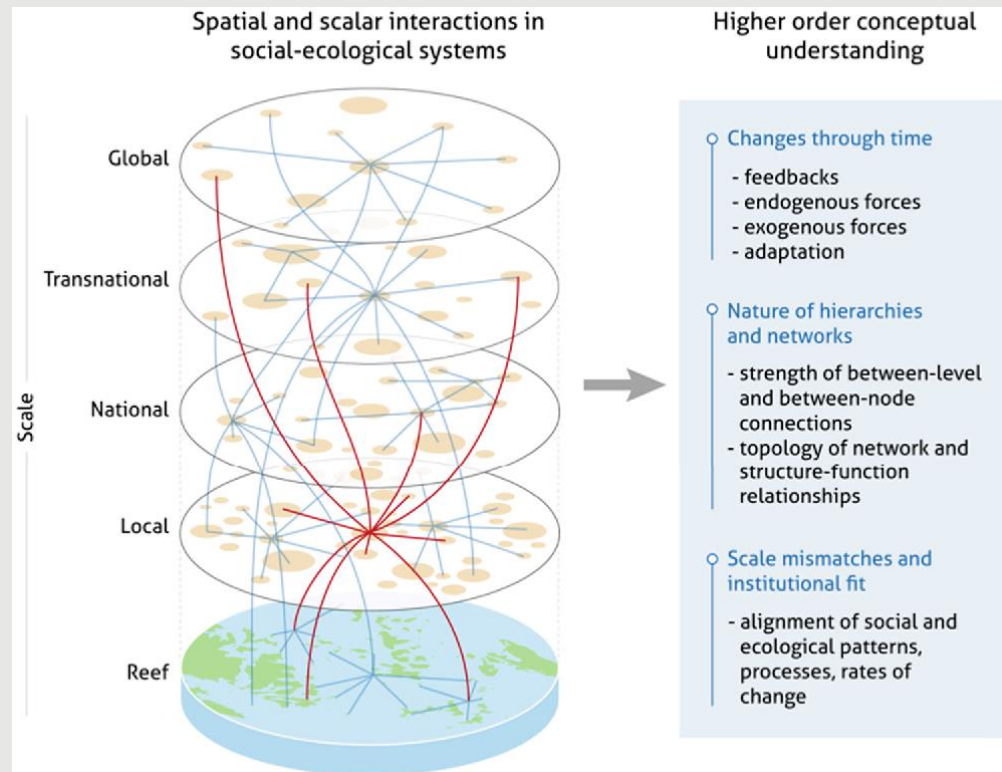 Spatial and scalar interactions in
social-ecological systems
Scale
Global
Transnational
National
Local
Reef
Higher order conceptual
understanding
Changes through time
- feedbacks
- endogenous forces
- exogenous forces
- adaptation
Nature of hierarchies
and networks
- strength of between-level
and between-node
connections
- topology of network and
structure-function
relationships
Scale mismatches and
institutional fit
- alignment of social and
ecological patterns,
processes, rates of
change